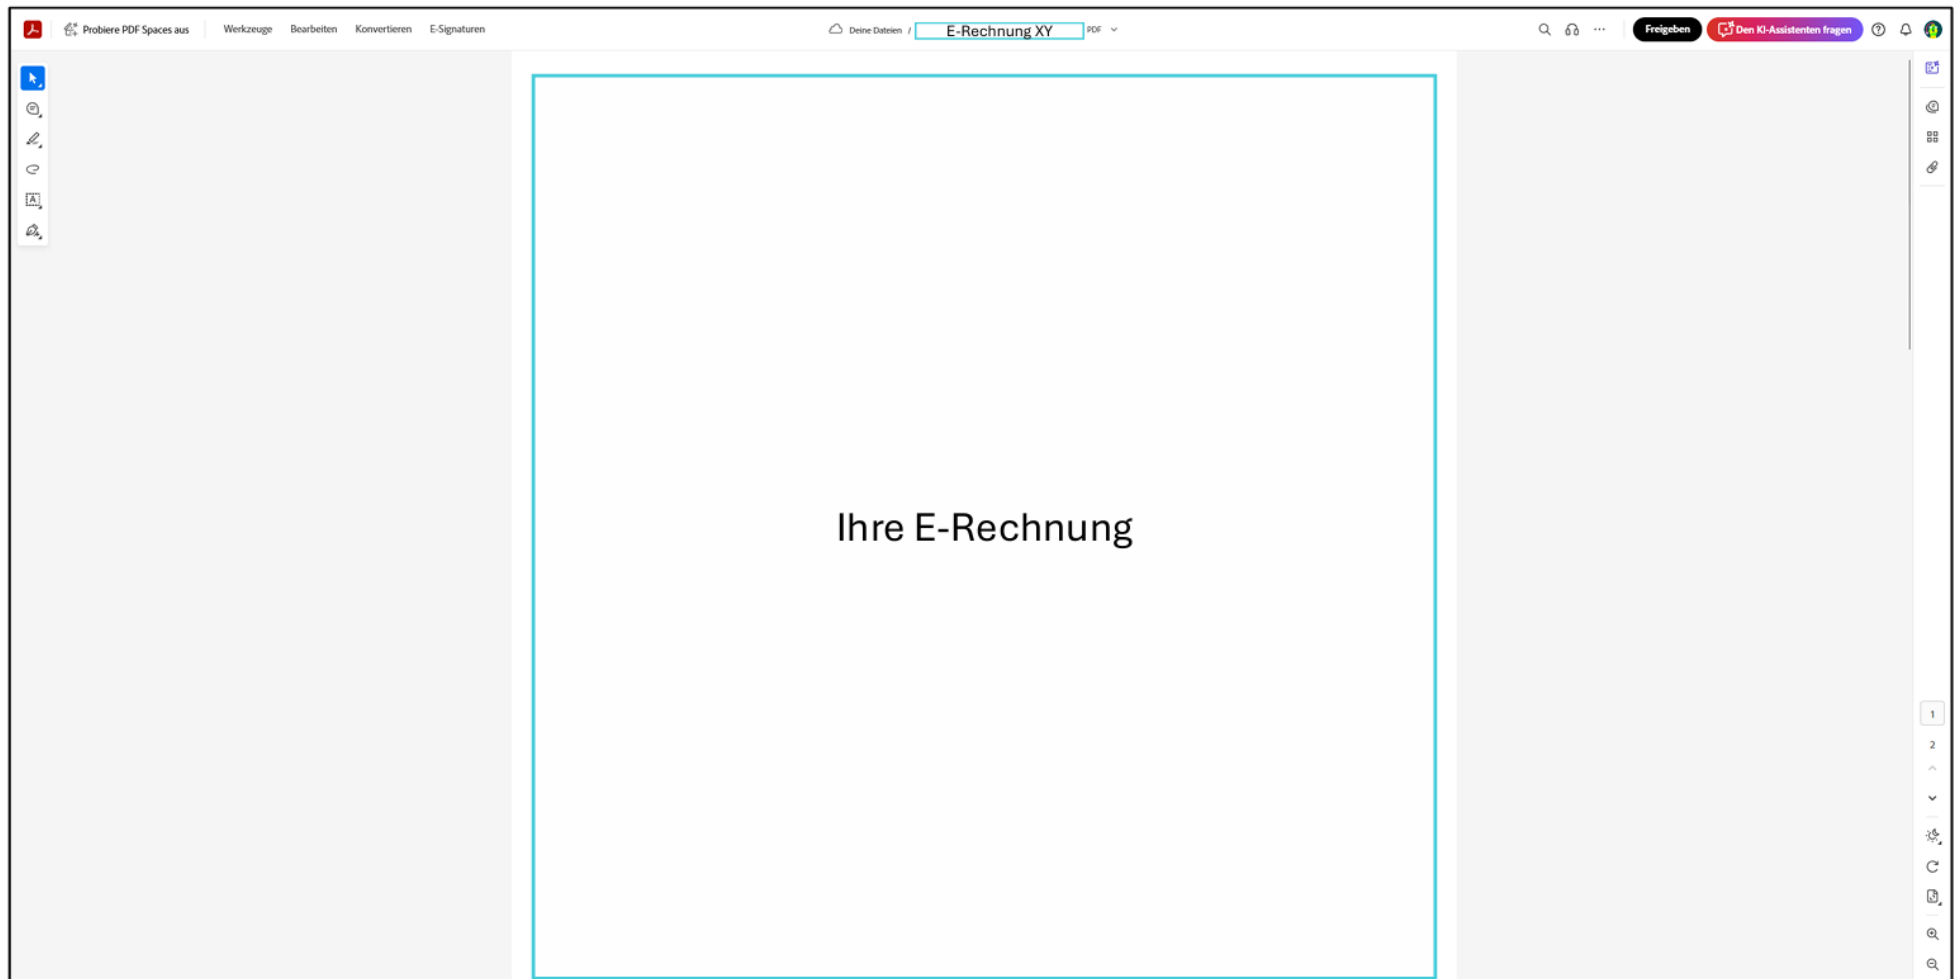 Probiere PDF Spaces aus
Werkzeuge
Bearbeiten
Konvertieren
E-Signaturen
Deine Dateien /
E-Rechnung XY
PDF
Freigeben
Den KI-Assistenten fragen
Ihre E-Rechnung
1
2